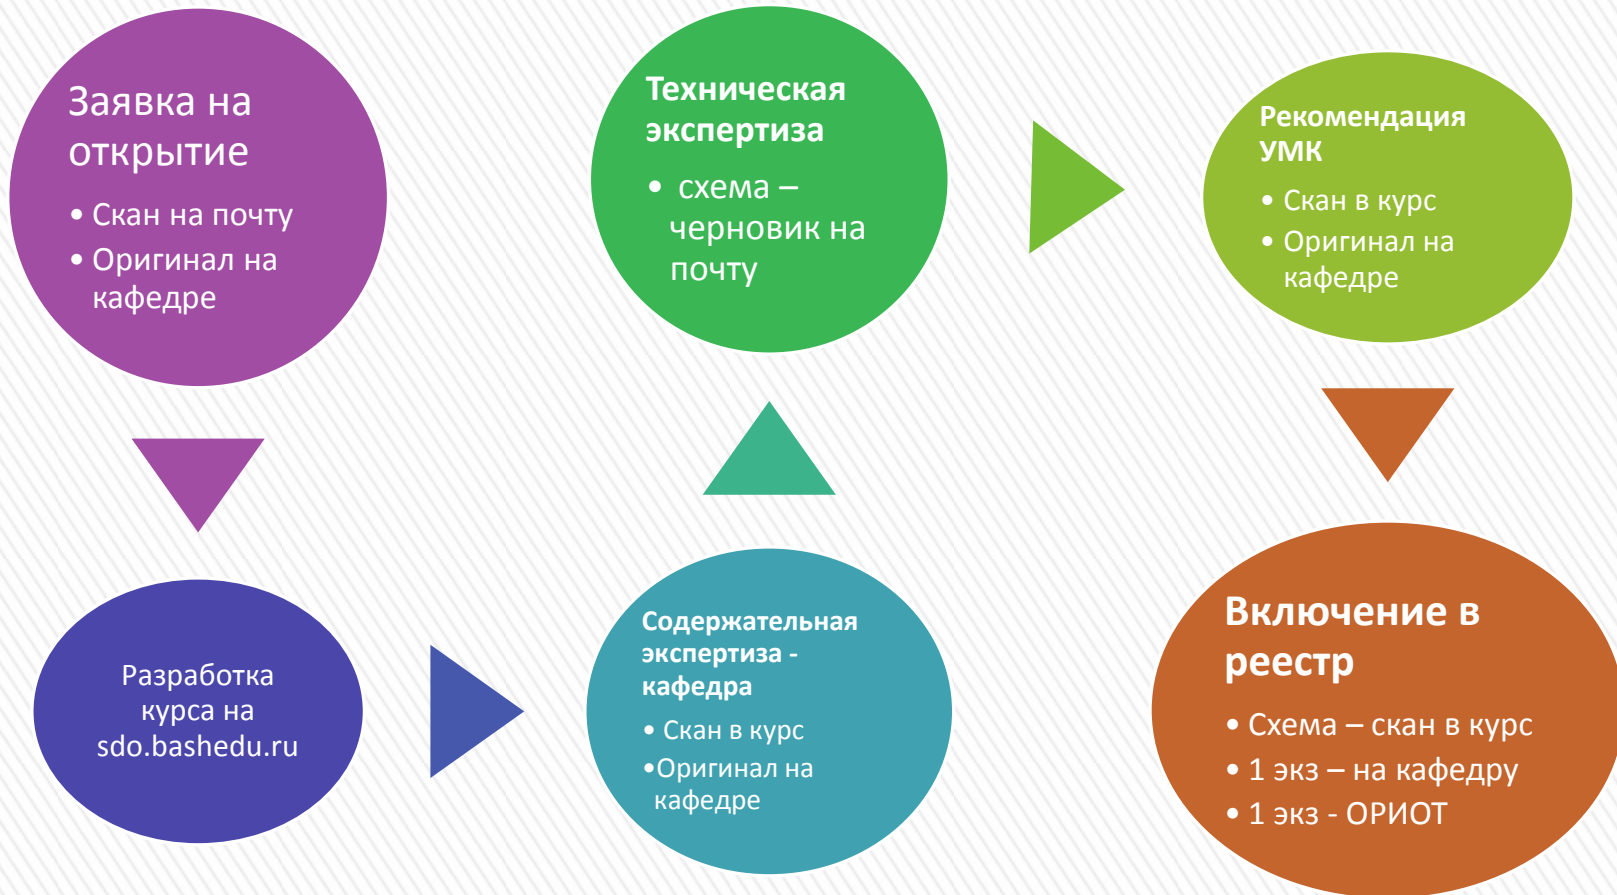 Заявка на
открытие
• Скан на почту
• Оригинал на
кафедре
Разработка
курса на
sdo.bashedu.ru
Содержательная
экспертиза -
кафедра
• Скан в курс
•Оригинал на
кафедре
Техническая
экспертиза
• схема –
черновик на
почту
Рекомендация
УМК
• Скан в курс
• Оригинал на
кафедре
Включение в
реестр
• Схема – скан в курс
• 1 экз – на кафедру
• 1 экз - ОРИОТ